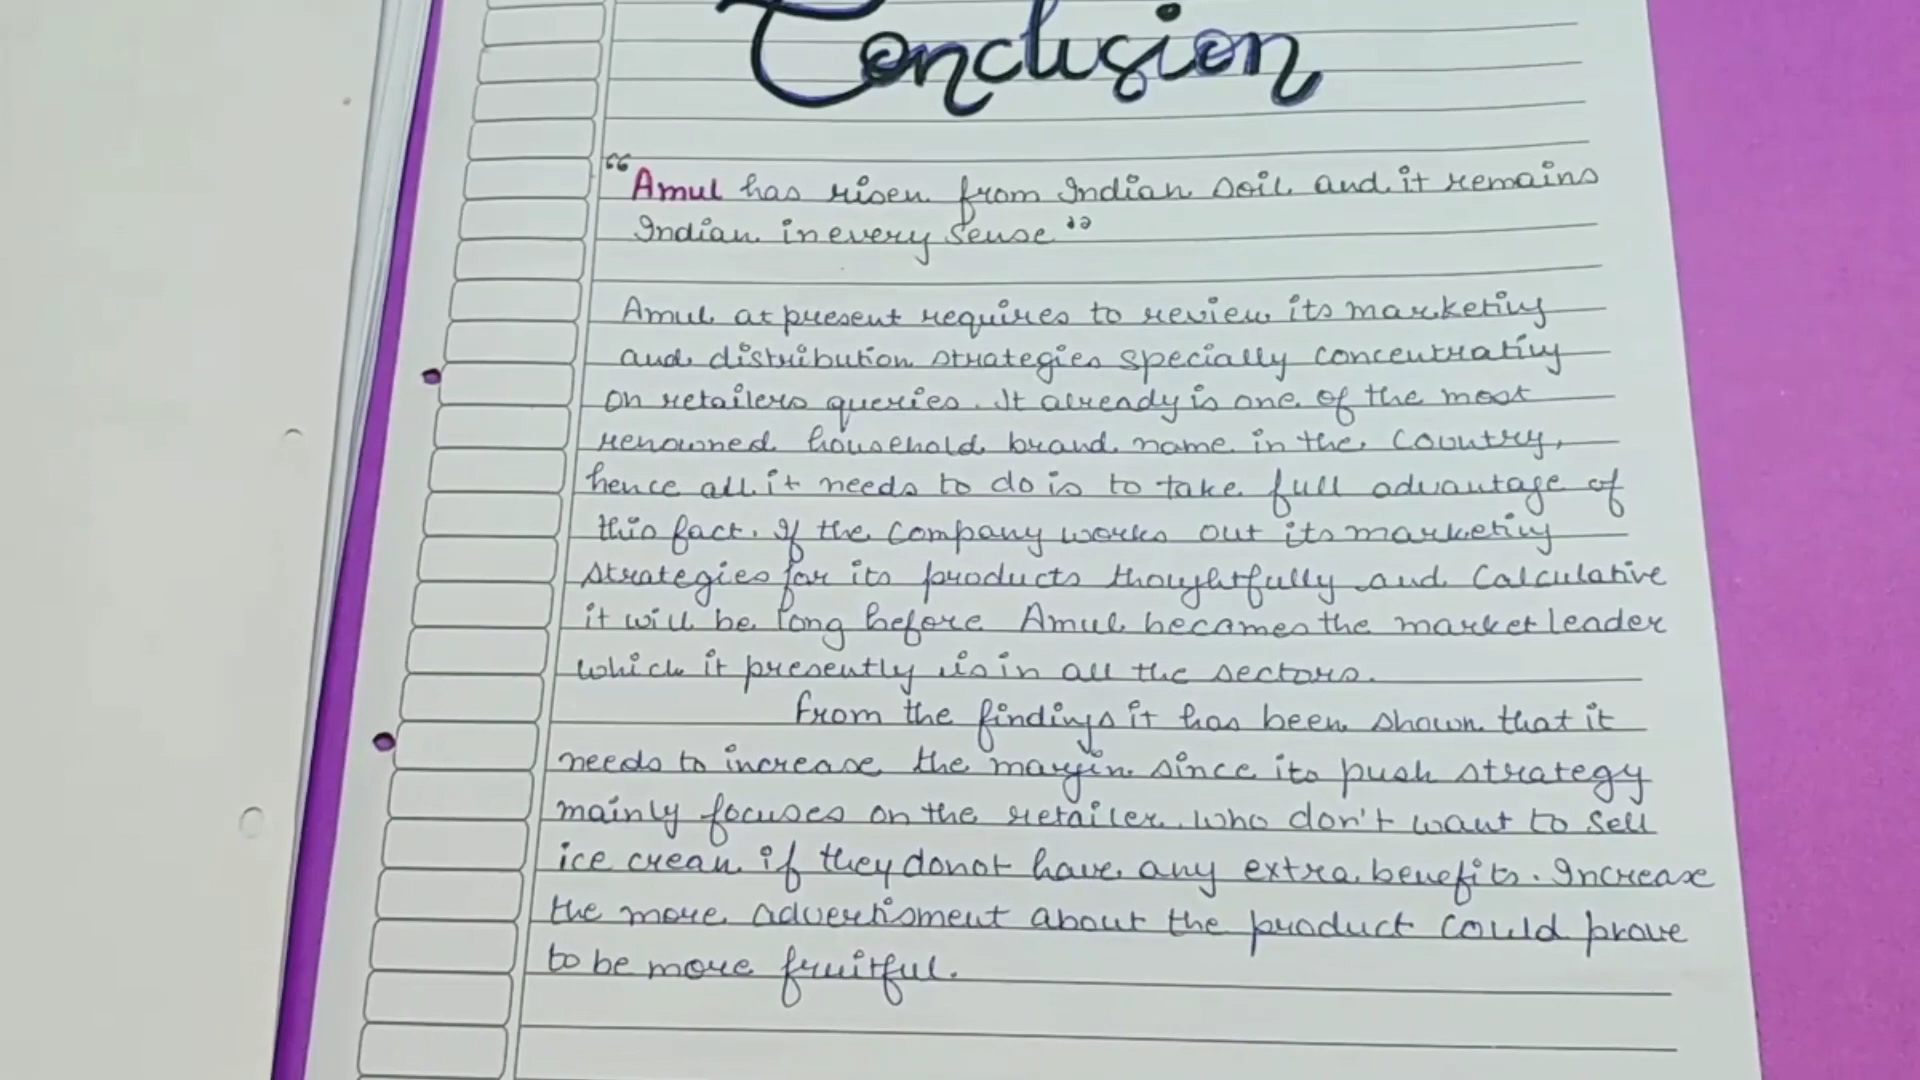 Conclusion
"Amul has risen from Indian soil and it remains
Indian in every sense"
Amul at present requires to review its marketing
and distribution strategies specially concentrating
on retailers queries. It already is one of the most
renowned household brand name in the country,
hence all it needs to do is to take full advantage of
this fact. If the company works out its marketing
strategies for its products thoughtfully and calculative
it will be long before Amul becomes the market leader
which it presently is in all the sectors.
From the findings it has been shown that it
needs to increase the margin since its push strategy
mainly focuses on the retailer who don't want to sell
ice cream if they donot have any extra benefits. Increase
the more advertisment about the product could prove
to be more fruitful.